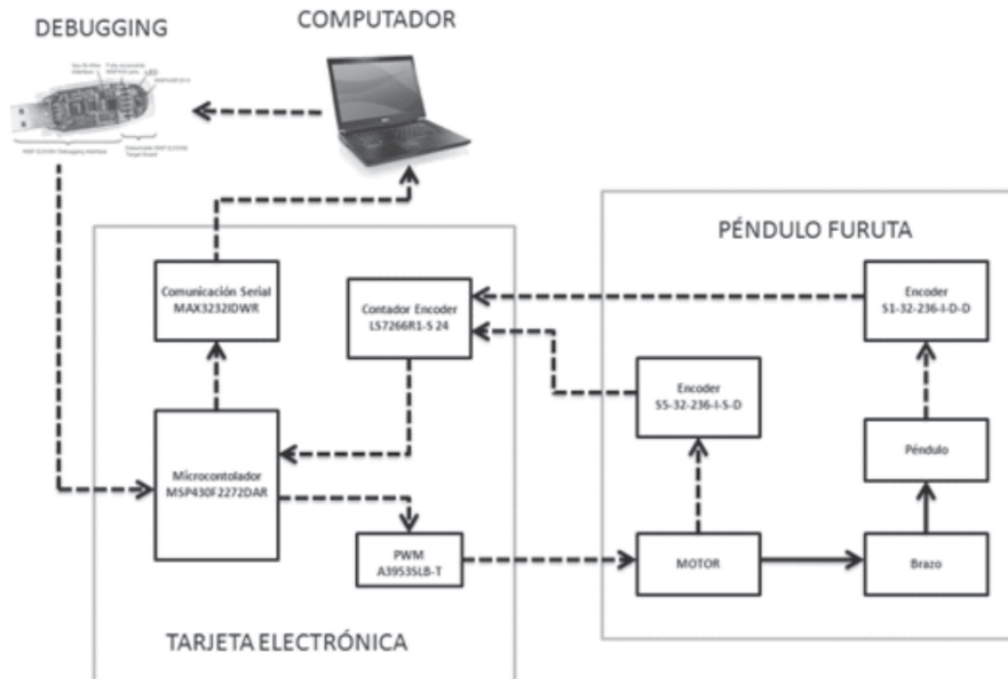 DEBUGGING
COMPUTADOR
PÉNDULO FURUTA
Comunicación Serial
MAX3232IDWR
Contador Encoder
LS7266R1-S 24
Encoder
S1-32-236-I-D-D
Encoder
S5-32-236-I-S-D
Péndulo
Microcontolador
MSP430F2272DAR
PWM
A3953SLB-T
MOTOR
Brazo
TARJETA ELECTRÓNICA